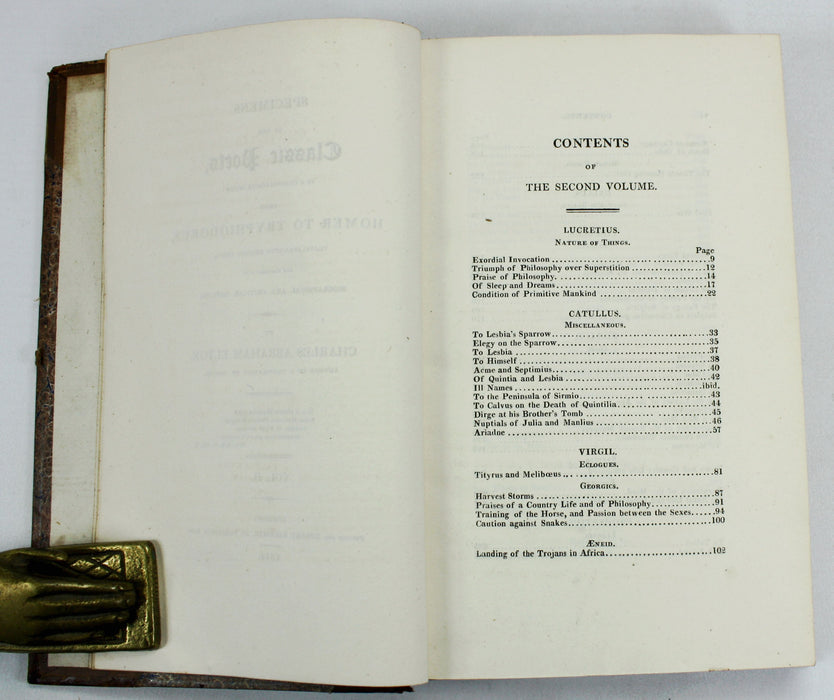 CONTENTS
OF
THE SECOND VOLUME.
LUCRETIUS.
NATURE OF THINGS.
Page
Exordial Invocation........................................9
Triumph of Philosophy over Superstition...................12
Praise of Philosophy......................................14
Of Sleep and Dreams.......................................17
Condition of Primitive Mankind............................22
CATULLUS.
MISCELLANEOUS.
To Lesbia's Sparrow.......................................33
Elegy on the Sparrow......................................35
To Lesbia.................................................37
To Himself................................................38
Acme and Septimius........................................40
Of Quintia and Lesbia.....................................42
Ill Names...............................................ibid.
To the Peninsula of Sirmio................................43
To Calvus on the Death of Quintilia.......................44
Dirge at his Brother's Tomb...............................45
Nuptials of Julia and Manlius.............................46
Ariadne...................................................57
VIRGIL.
ECLOGUES.
Tityrus and Melibœus......................................81
GEORGICS.
Harvest Storms............................................87
Praises of a Country Life and of Philosophy...............91
Training of the Horse, and Passion between the Sexes......94
Caution against Snakes...................................100
ÆNEID.
Landing of the Trojans in Africa.........................102